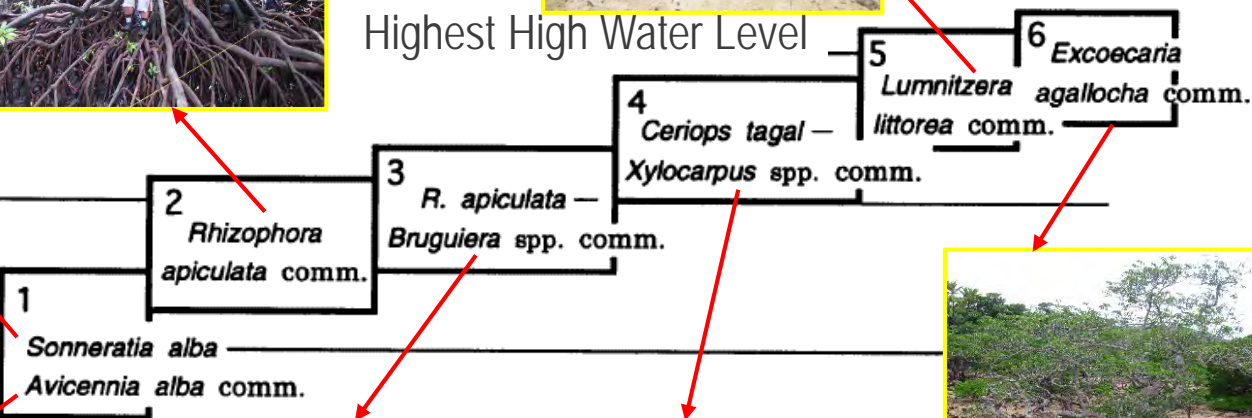 Highest High Water Level
1
Sonneratia alba
Avicennia alba comm.
2
Rhizophora
apiculata comm.
3
R. apiculata –
Bruguiera spp. comm.
4
Ceriops tagal –
Xylocarpus spp. comm.
5
Lumnitzera
littorea comm.
6
Excoecaria
agallocha comm.